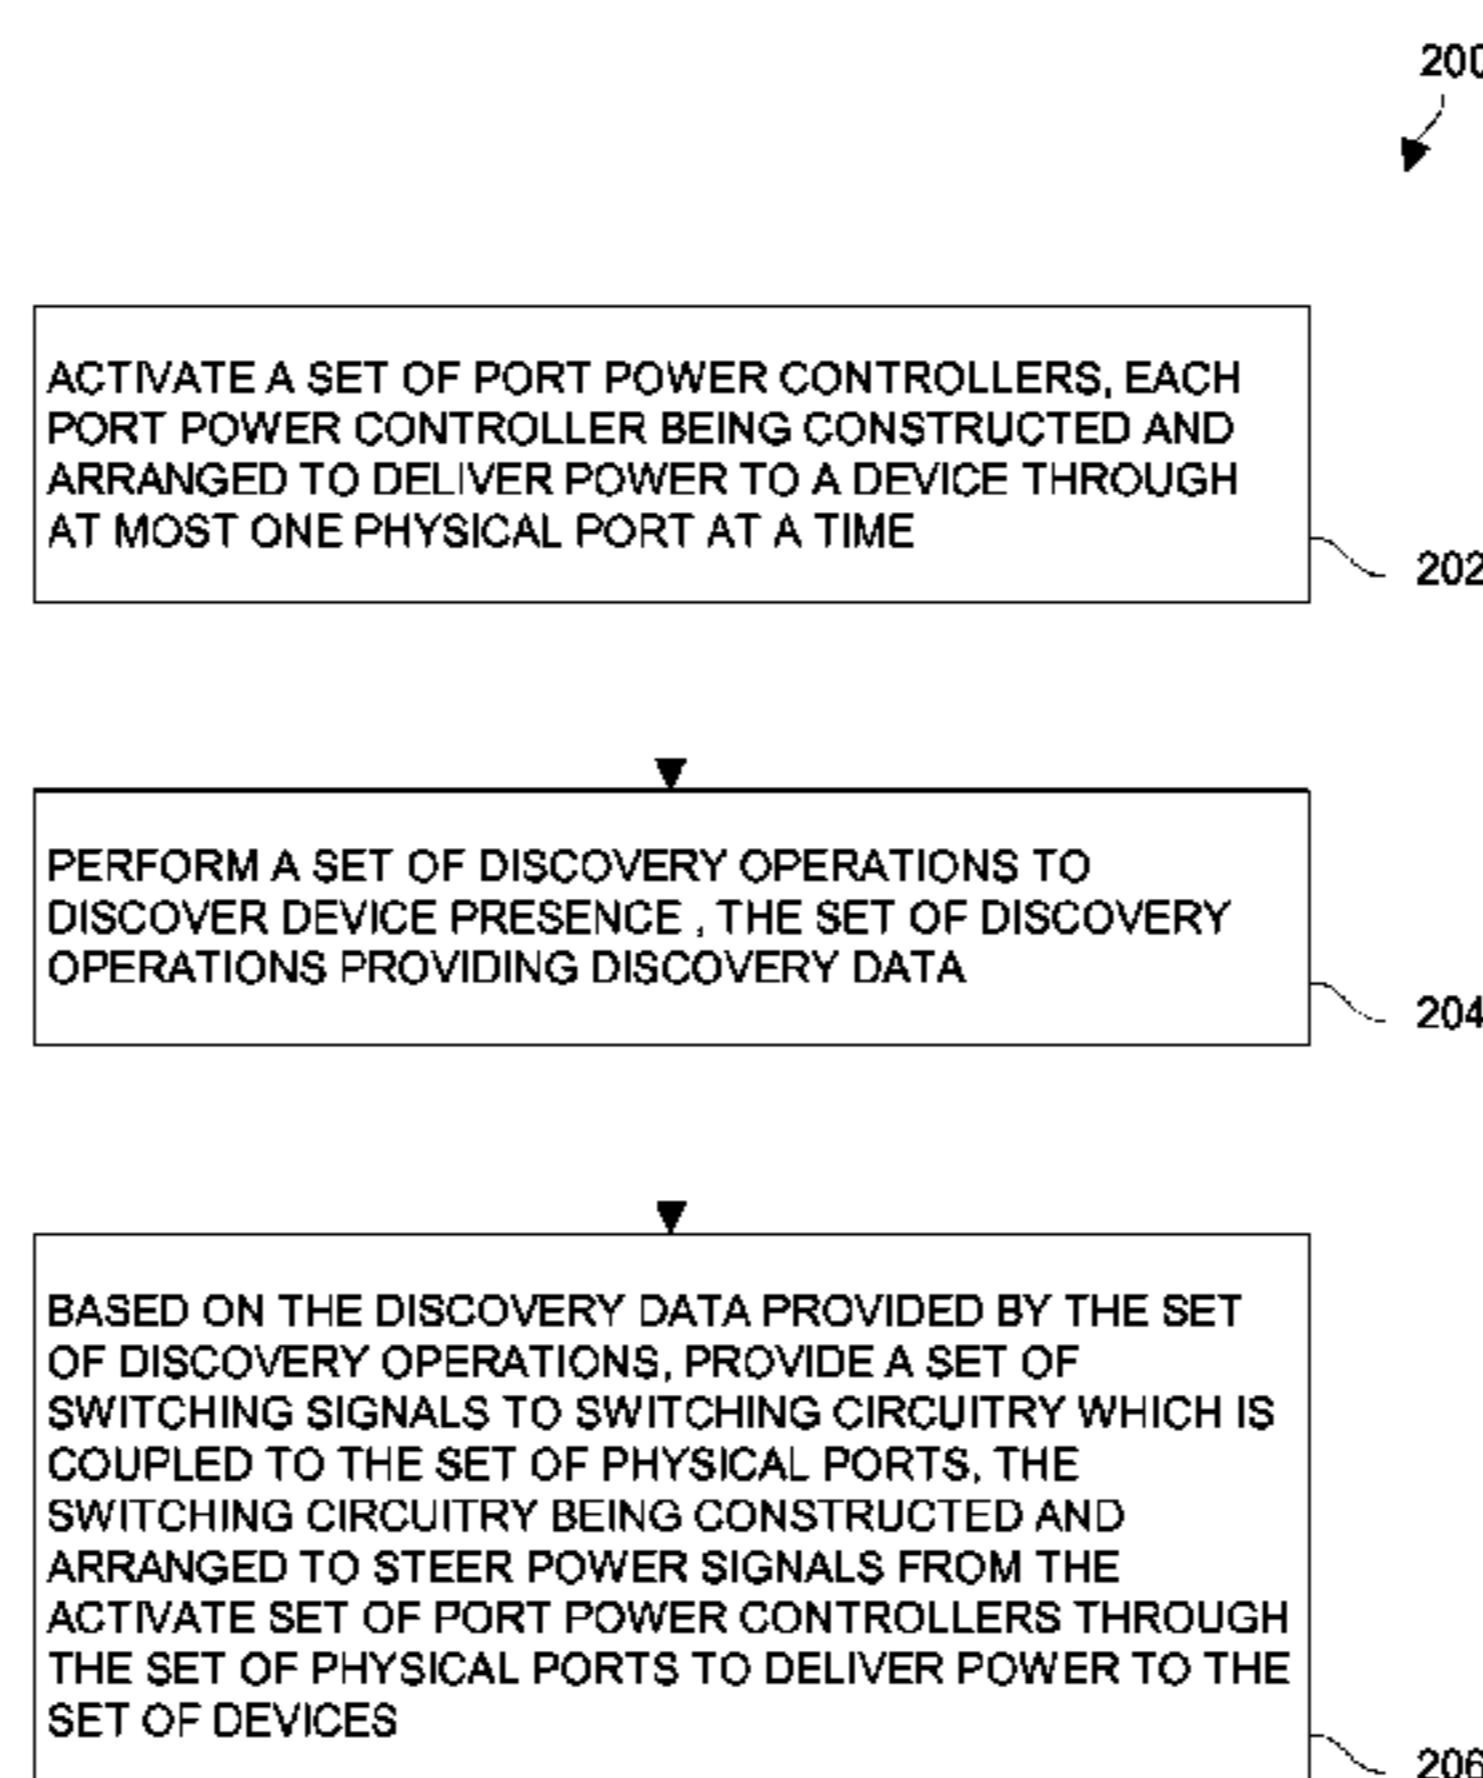 200
ACTIVATE A SET OF PORT POWER CONTROLLERS, EACH
PORT POWER CONTROLLER BEING CONSTRUCTED AND
ARRANGED TO DELIVER POWER TO A DEVICE THROUGH
AT MOST ONE PHYSICAL PORT AT A TIME
202
PERFORM A SET OF DISCOVERY OPERATIONS TO
DISCOVER DEVICE PRESENCE , THE SET OF DISCOVERY
OPERATIONS PROVIDING DISCOVERY DATA
204
BASED ON THE DISCOVERY DATA PROVIDED BY THE SET
OF DISCOVERY OPERATIONS, PROVIDE A SET OF
SWITCHING SIGNALS TO SWITCHING CIRCUITRY WHICH IS
COUPLED TO THE SET OF PHYSICAL PORTS, THE
SWITCHING CIRCUITRY BEING CONSTRUCTED AND
ARRANGED TO STEER POWER SIGNALS FROM THE
ACTIVATE SET OF PORT POWER CONTROLLERS THROUGH
THE SET OF PHYSICAL PORTS TO DELIVER POWER TO THE
SET OF DEVICES
206